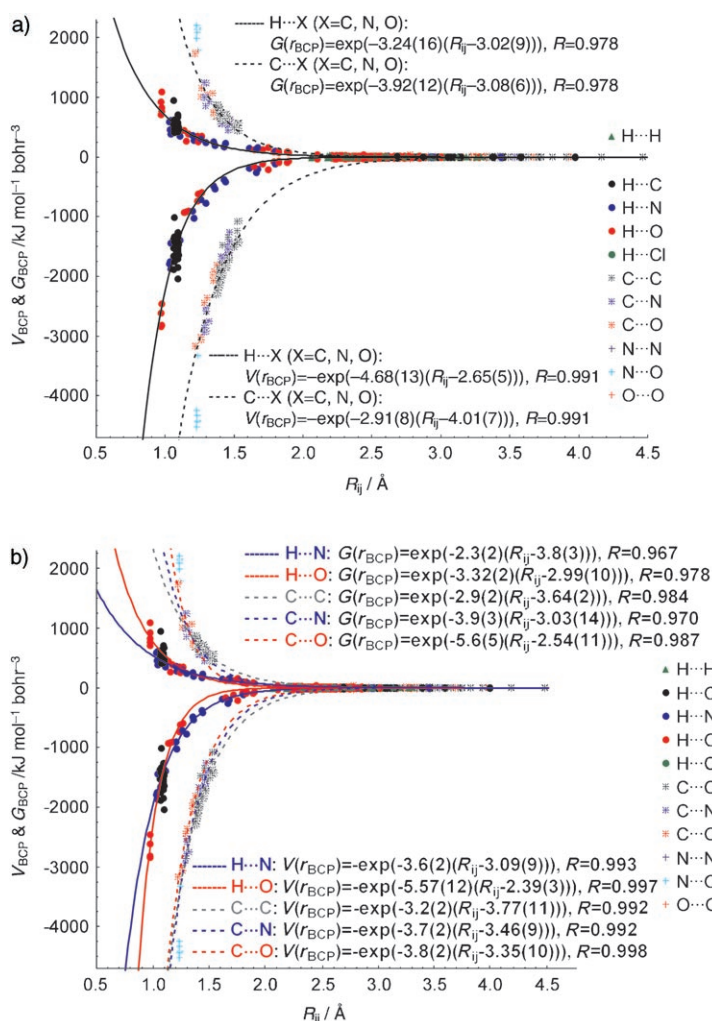 a)
H···X (X=C, N, O):
G(rBCP)=exp(−3.24(16)(Rij−3.02(9))), R=0.978
C···X (X=C, N, O):
G(rBCP)=exp(−3.92(12)(Rij−3.08(6))), R=0.978
2000
1000
0
-1000
-2000
-3000
-4000
VBCP & GBCP /kJ mol−1 bohr−3
H···X (X=C, N, O):
V(rBCP)=−exp(−4.68(13)(Rij−2.65(5))), R=0.991
C···X (X=C, N, O):
V(rBCP)=−exp(−2.91(8)(Rij−4.01(7))), R=0.991
H···H
H···C
H···N
H···O
H···Cl
C···C
C···N
C···O
N···N
N···O
O···O
0.5 1.0 1.5 2.0 2.5 3.0 3.5 4.0 4.5
Rij / Å
b)
H···N: G(rBCP)=exp(-2.3(2)(Rij-3.8(3))), R=0.967
H···O: G(rBCP)=exp(-3.32(2)(Rij-2.99(10))), R=0.978
C···C: G(rBCP)=exp(-2.9(2)(Rij-3.64(2))), R=0.984
C···N: G(rBCP)=exp(-3.9(3)(Rij-3.03(14))), R=0.970
C···O: G(rBCP)=exp(-5.6(5)(Rij-2.54(11))), R=0.987
2000
1000
0
-1000
-2000
-3000
-4000
VBCP & GBCP /kJ mol−1 bohr−3
H···N: V(rBCP)=-exp(-3.6(2)(Rij-3.09(9))), R=0.993
H···O: V(rBCP)=-exp(-5.57(12)(Rij-2.39(3))), R=0.997
C···C: V(rBCP)=-exp(-3.2(2)(Rij-3.77(11))), R=0.992
C···N: V(rBCP)=-exp(-3.7(2)(Rij-3.46(9))), R=0.992
C···O: V(rBCP)=-exp(-3.8(2)(Rij-3.35(10))), R=0.998
0.5 1.0 1.5 2.0 2.5 3.0 3.5 4.0 4.5
Rij / Å